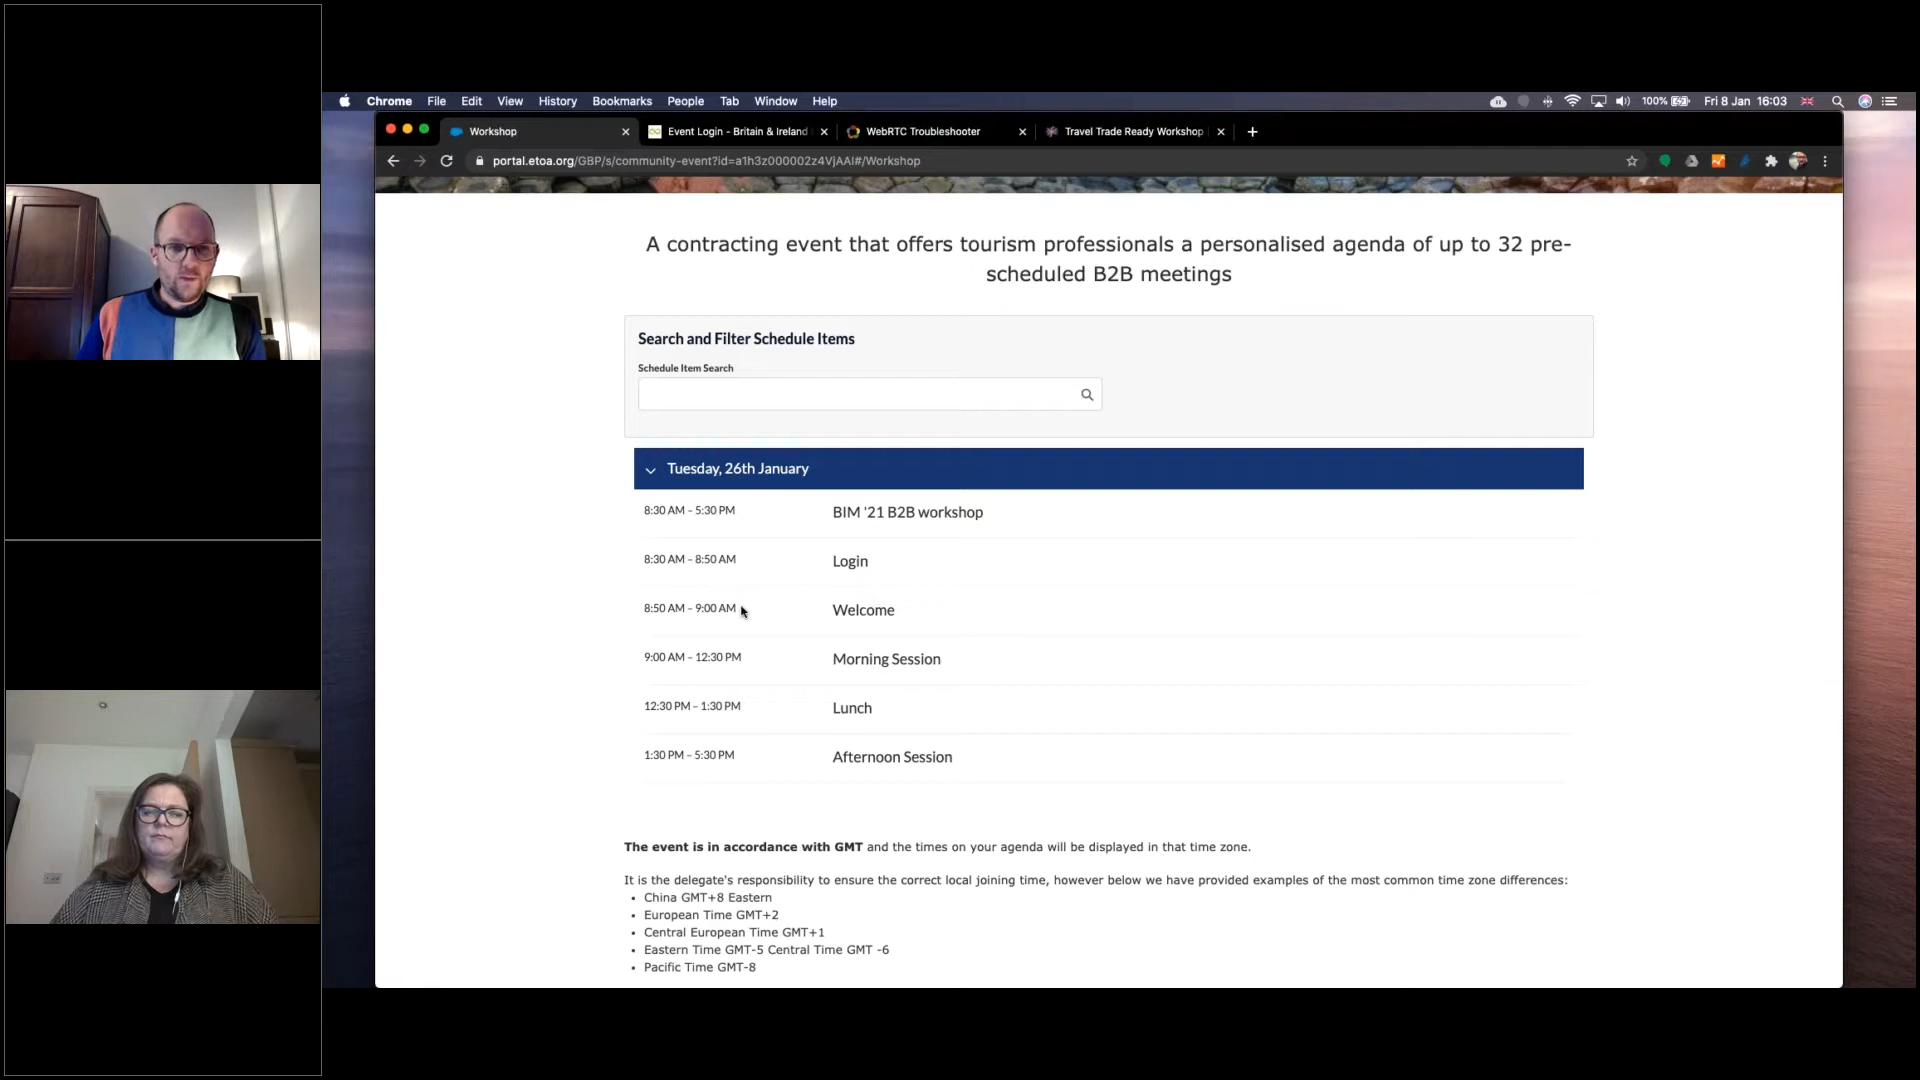 Chrome File Edit View History Bookmarks People Tab Window Help 100% Fri 8 Jan 16:03
Workshop Event Login - Britain & Ireland WebRTC Troubleshooter Travel Trade Ready Workshop
portal.etoa.org/GBP/s/community-event?id=a1h3z000002z4VjAAI#/Workshop
A contracting event that offers tourism professionals a personalised agenda of up to 32 pre-
scheduled B2B meetings
Search and Filter Schedule Items
Schedule Item Search
Tuesday, 26th January
8:30 AM – 5:30 PM BIM '21 B2B workshop
8:30 AM – 8:50 AM Login
8:50 AM – 9:00 AM Welcome
9:00 AM – 12:30 PM Morning Session
12:30 PM – 1:30 PM Lunch
1:30 PM – 5:30 PM Afternoon Session
The event is in accordance with GMT and the times on your agenda will be displayed in that time zone.
It is the delegate's responsibility to ensure the correct local joining time, however below we have provided examples of the most common time zone differences:
• China GMT+8 Eastern
• European Time GMT+2
• Central European Time GMT+1
• Eastern Time GMT-5 Central Time GMT -6
• Pacific Time GMT-8